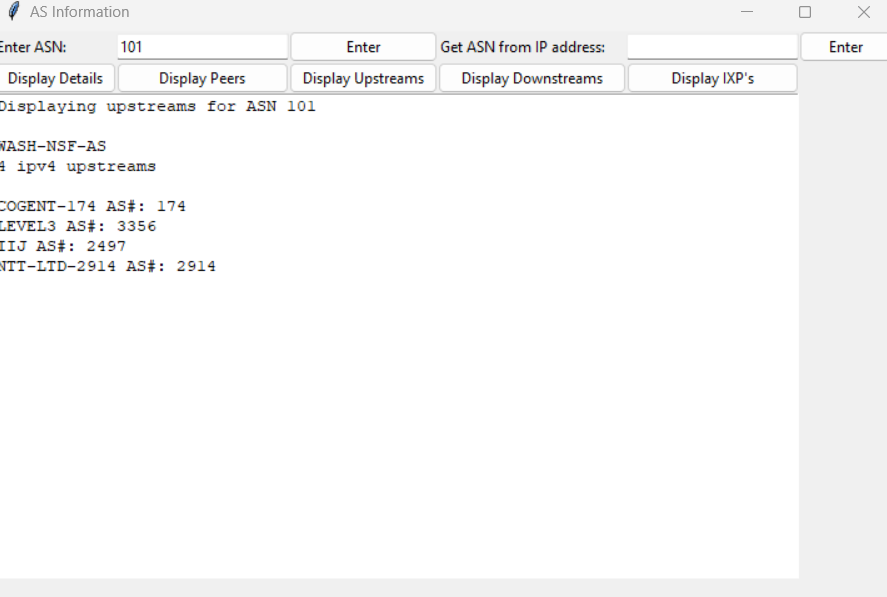 AS Information
Enter ASN: 101 Enter Get ASN from IP address: Enter
Display Details Display Peers Display Upstreams Display Downstreams Display IXP's
Displaying upstreams for ASN 101
WASH-NSF-AS
4 ipv4 upstreams
COGENT-174 AS#: 174
LEVEL3 AS#: 3356
IIJ AS#: 2497
NTT-LTD-2914 AS#: 2914